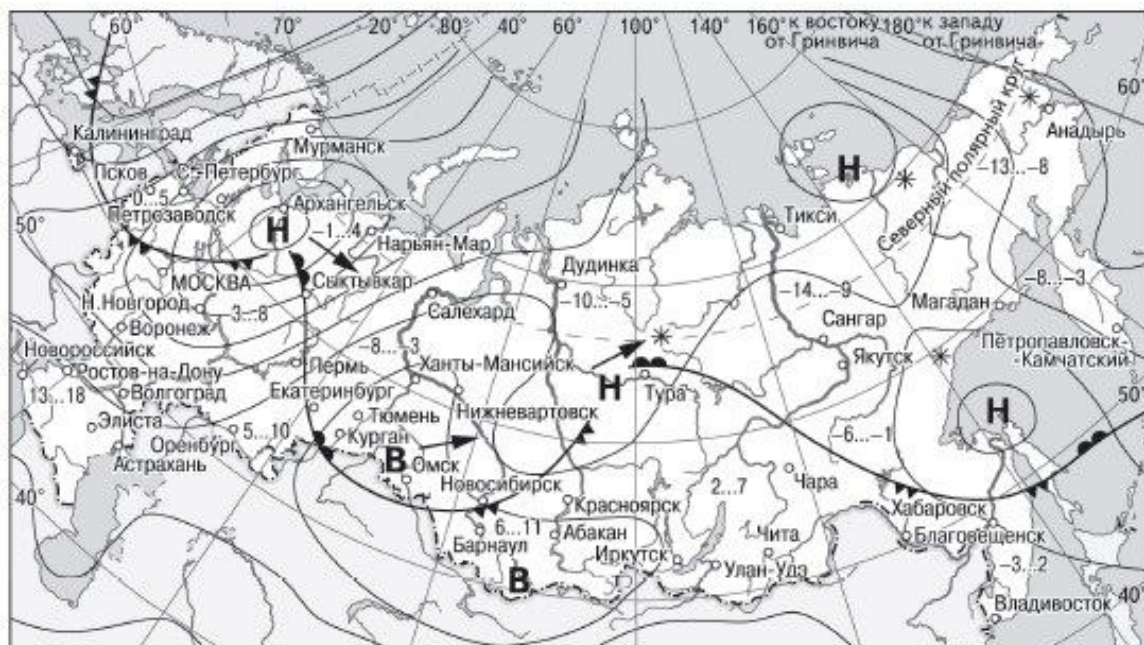 60°
70°
20°
40°
80°
60°
100°
140°
160° к востоку
от Гринвича
180° к западу
от Гринвича
60°
Северный полярный круг
Анадырь
Калининград
Мурманск
Н
–13...–8
Псков
С.-Петербург
0...5
Петрозаводск
Архангельск
50°
Н
–1...4
Нарьян-Мар
Тикси
МОСКВА
Сыктывкар
Дудинка
–8...–3
Н.Новгород
3...8
–10...–5
–14...–9
Магадан
Воронеж
Салехард
Сангар
Новороссийск
Пермь
–8...–3
Ханты-Мансийск
Якутск
Петропавловск-
-Камчатский
Ростов-на-Дону
Екатеринбург
Н
Тура
13...18
Волгоград
Тюмень
Нижневартовск
Н
50°
Элиста
Оренбург
5...10
Курган
В
–6...–1
Астрахань
Омск
2...7
Чара
40°
Новосибирск
Красноярск
Хабаровск
6...11
Барнаул
Абакан
Иркутск
Чита
Благовещенск
В
Улан-Удэ
–3...2
40°
Владивосток
60°
80°
100°
120°
140°